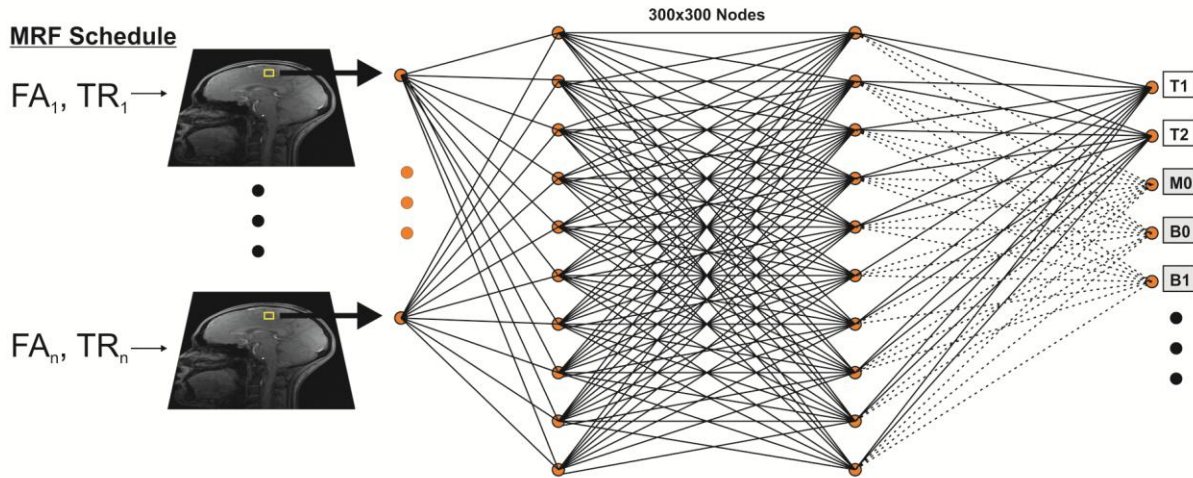 300x300 Nodes
MRF Schedule
FA1, TR1
FAn, TRn
T1
T2
M0
B0
B1